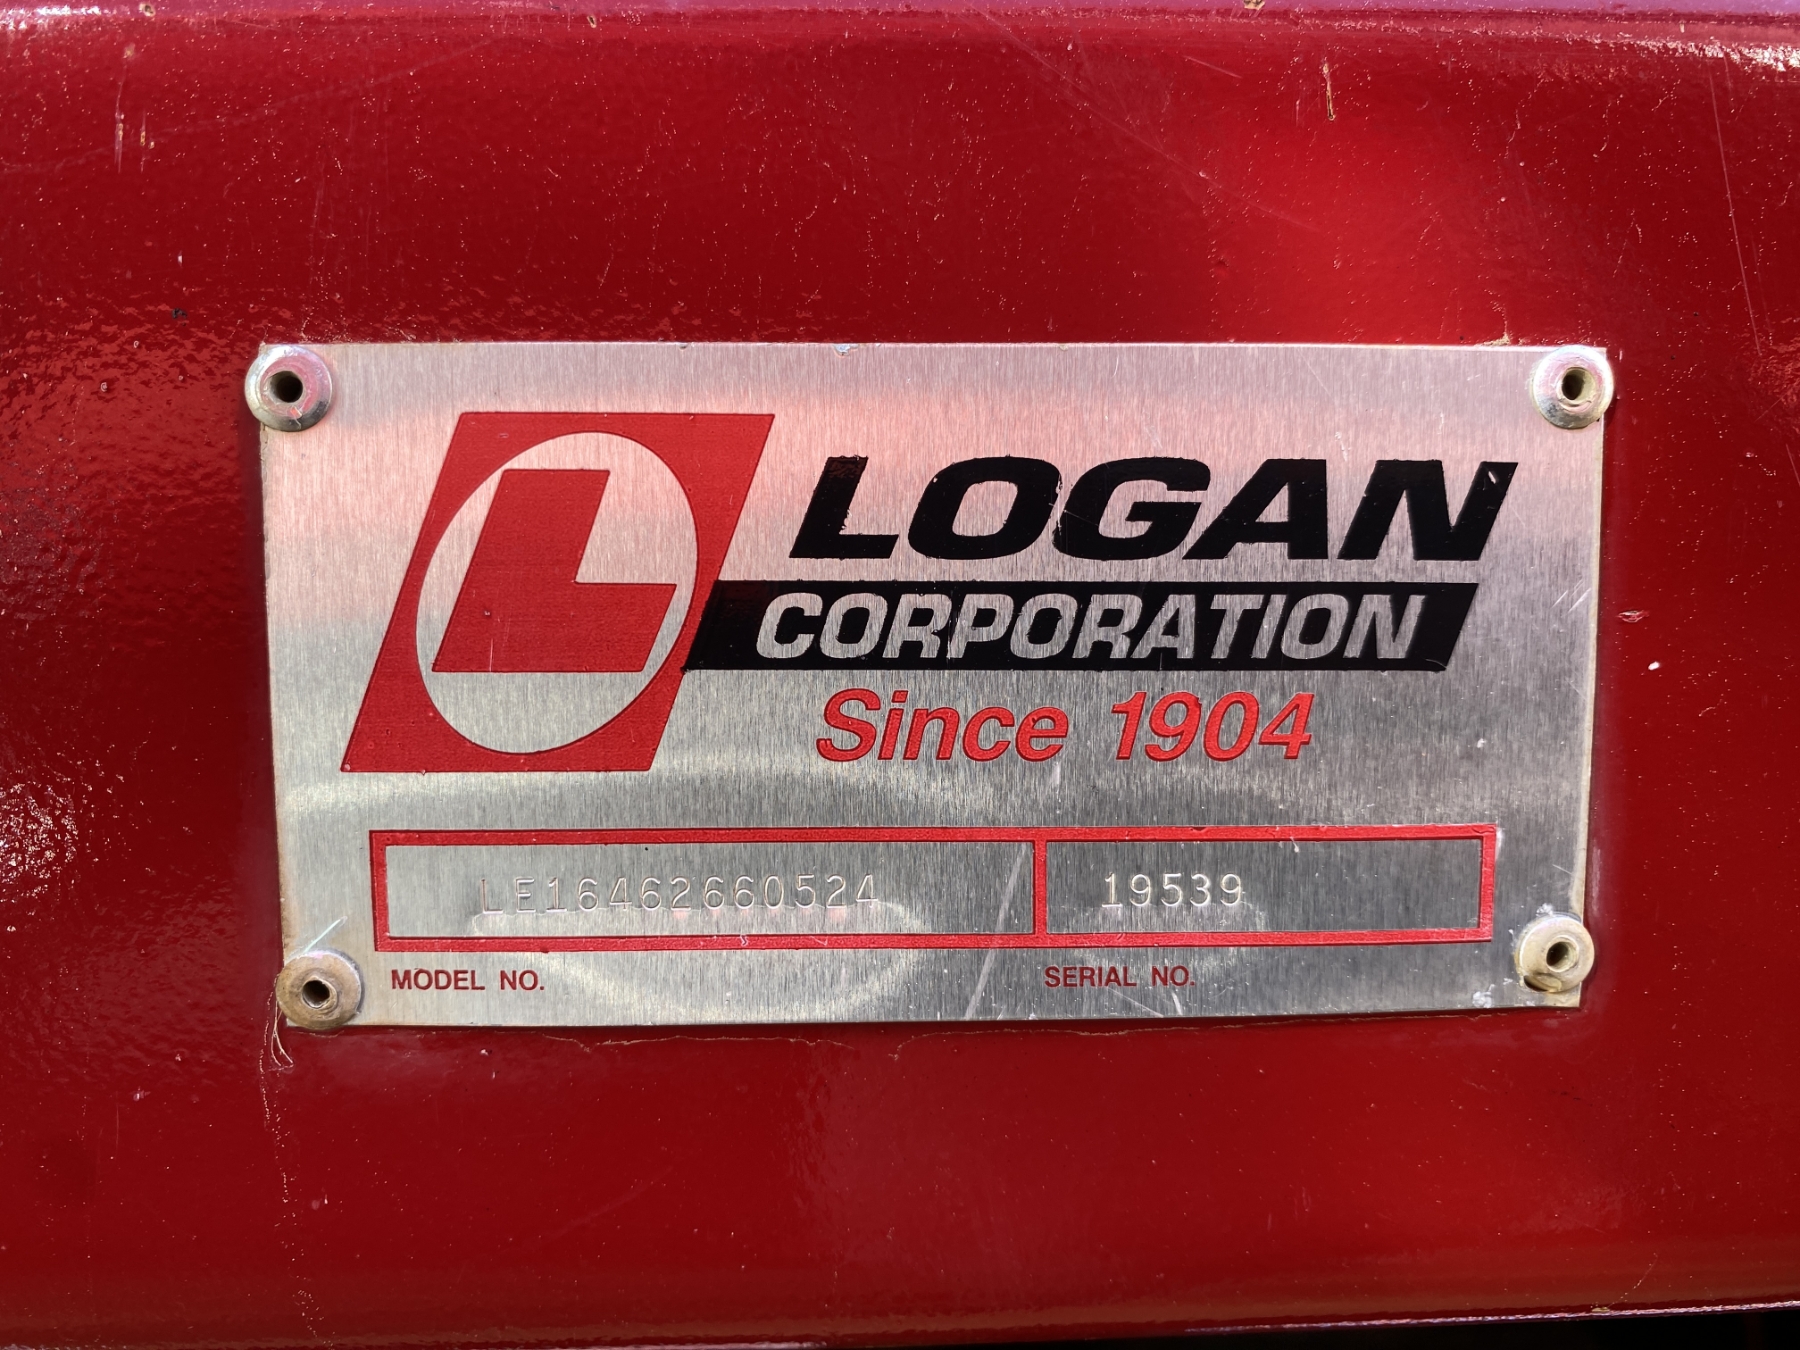 L
LOGAN
CORPORATION
Since 1904
LE16462660524
19539
MODEL NO.
SERIAL NO.